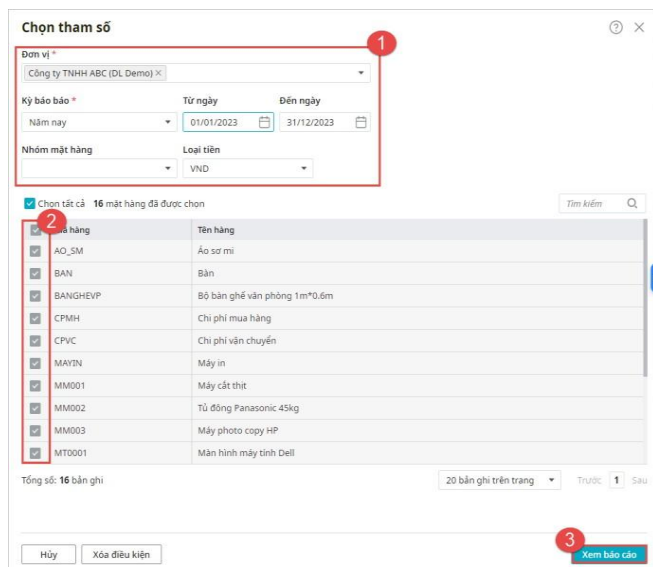 Chọn tham số
1
Đơn vị *
Công ty TNHH ABC (DL Demo) ×
Kỳ báo báo * Từ ngày Đến ngày
Năm nay 01/01/2023 31/12/2023
Nhóm mặt hàng Loại tiền
VND
Chọn tất cả 16 mặt hàng đã được chọn Tìm kiếm
2
hàng Tên hàng
AO_SM Áo sơ mi
BAN Bàn
BANGHEVP Bộ bàn ghế văn phòng 1m*0.6m
CPMH Chi phí mua hàng
CPVC Chi phí vận chuyển
MAYIN Máy in
MM001 Máy cắt thịt
MM002 Tủ đông Panasonic 45kg
MM003 Máy photo copy HP
MT0001 Màn hình máy tính Dell
Tổng số: 16 bản ghi 20 bản ghi trên trang Trước 1 Sau
3
Hủy Xóa điều kiện Xem báo cáo